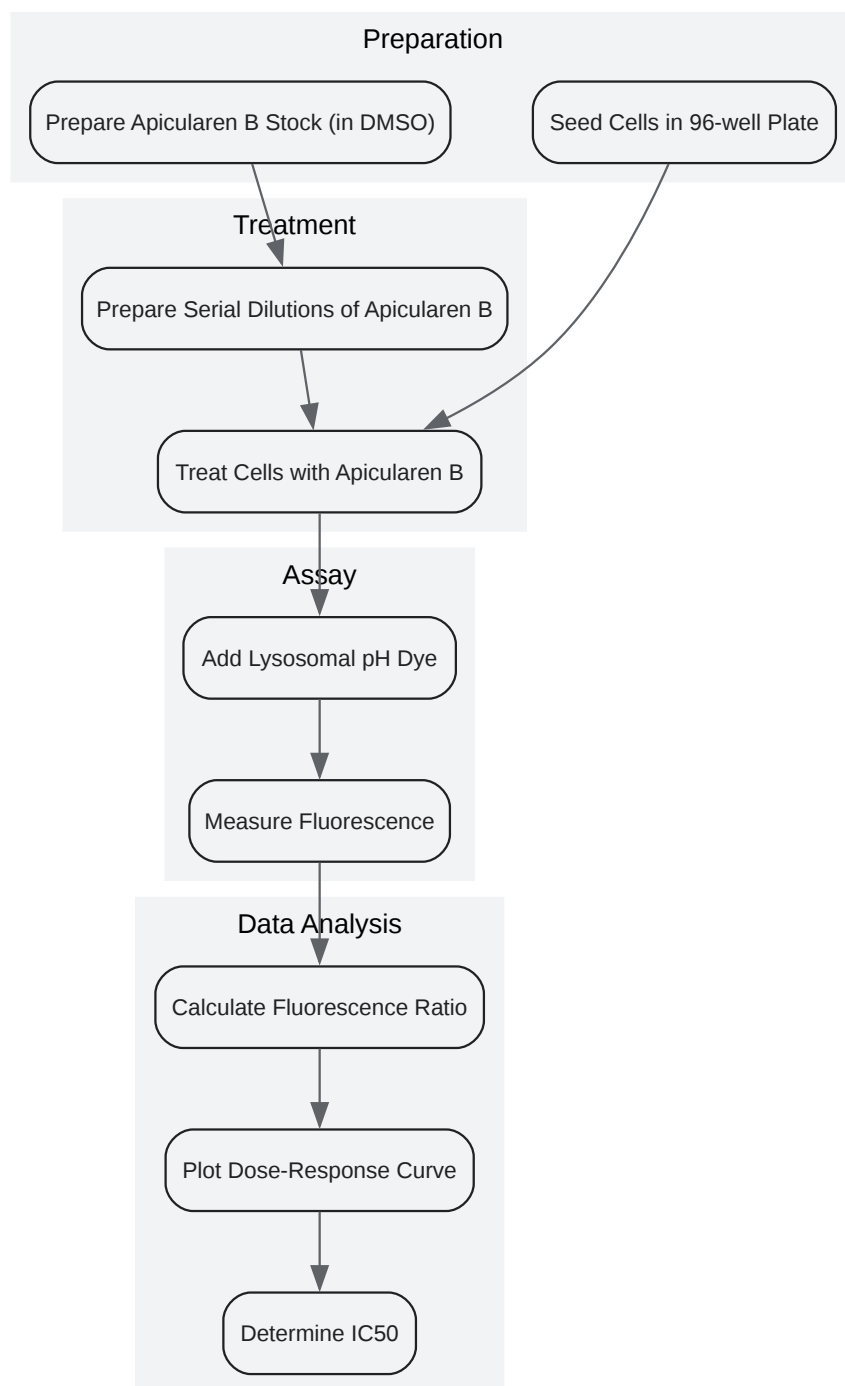 Preparation
Prepare Apicularen B Stock (in DMSO)
Seed Cells in 96-well Plate
Treatment
Prepare Serial Dilutions of Apicularen B
Treat Cells with Apicularen B
Assay
Add Lysosomal pH Dye
Measure Fluorescence
Data Analysis
Calculate Fluorescence Ratio
Plot Dose-Response Curve
Determine IC50